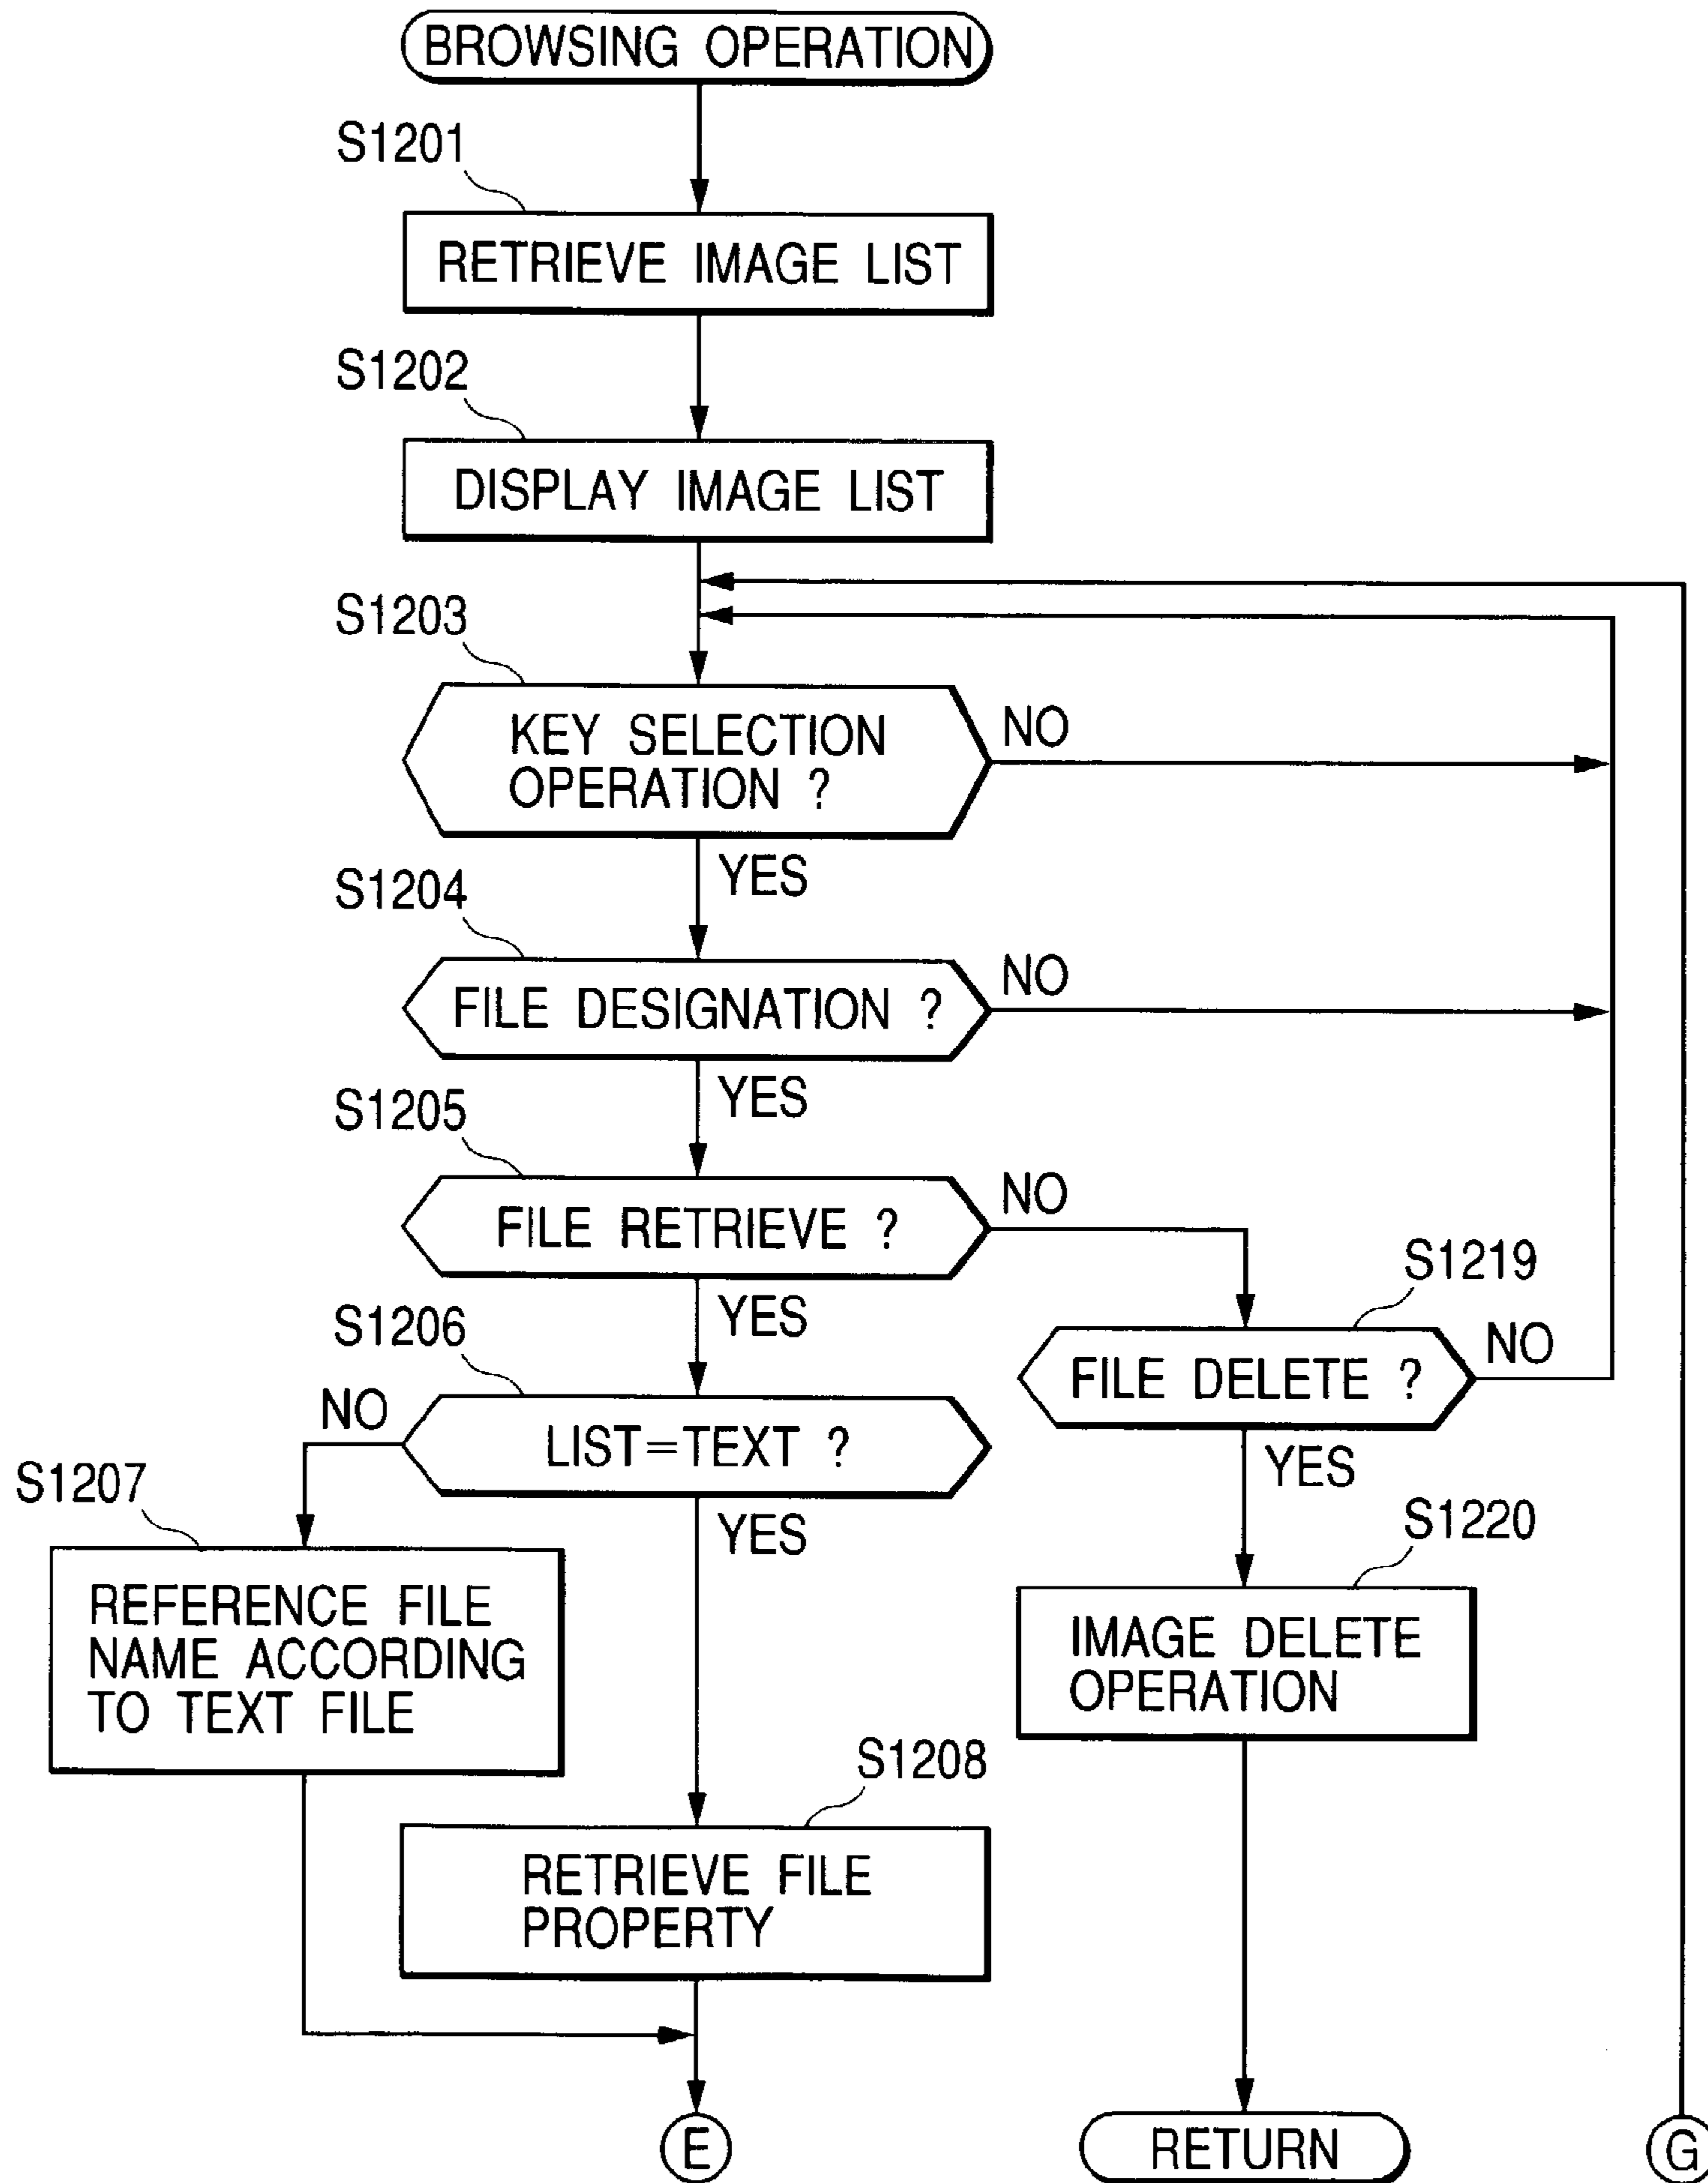 BROWSING OPERATION
S1201
RETRIEVE IMAGE LIST
S1202
DISPLAY IMAGE LIST
S1203
KEY SELECTION
OPERATION ?
NO
YES
S1204
FILE DESIGNATION ?
NO
YES
S1205
FILE RETRIEVE ?
NO
YES
S1219
FILE DELETE ?
NO
YES
S1206
LIST=TEXT ?
NO
YES
S1207
REFERENCE FILE
NAME ACCORDING
TO TEXT FILE
S1220
IMAGE DELETE
OPERATION
S1208
RETRIEVE FILE
PROPERTY
E
RETURN
G